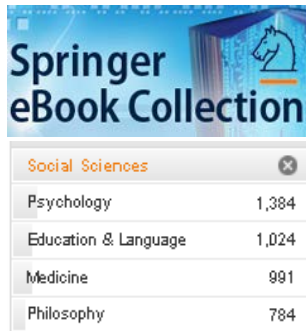 Springer
eBook Collection
Social Sciences
Psychology 1,384
Education & Language 1,024
Medicine 991
Philosophy 784